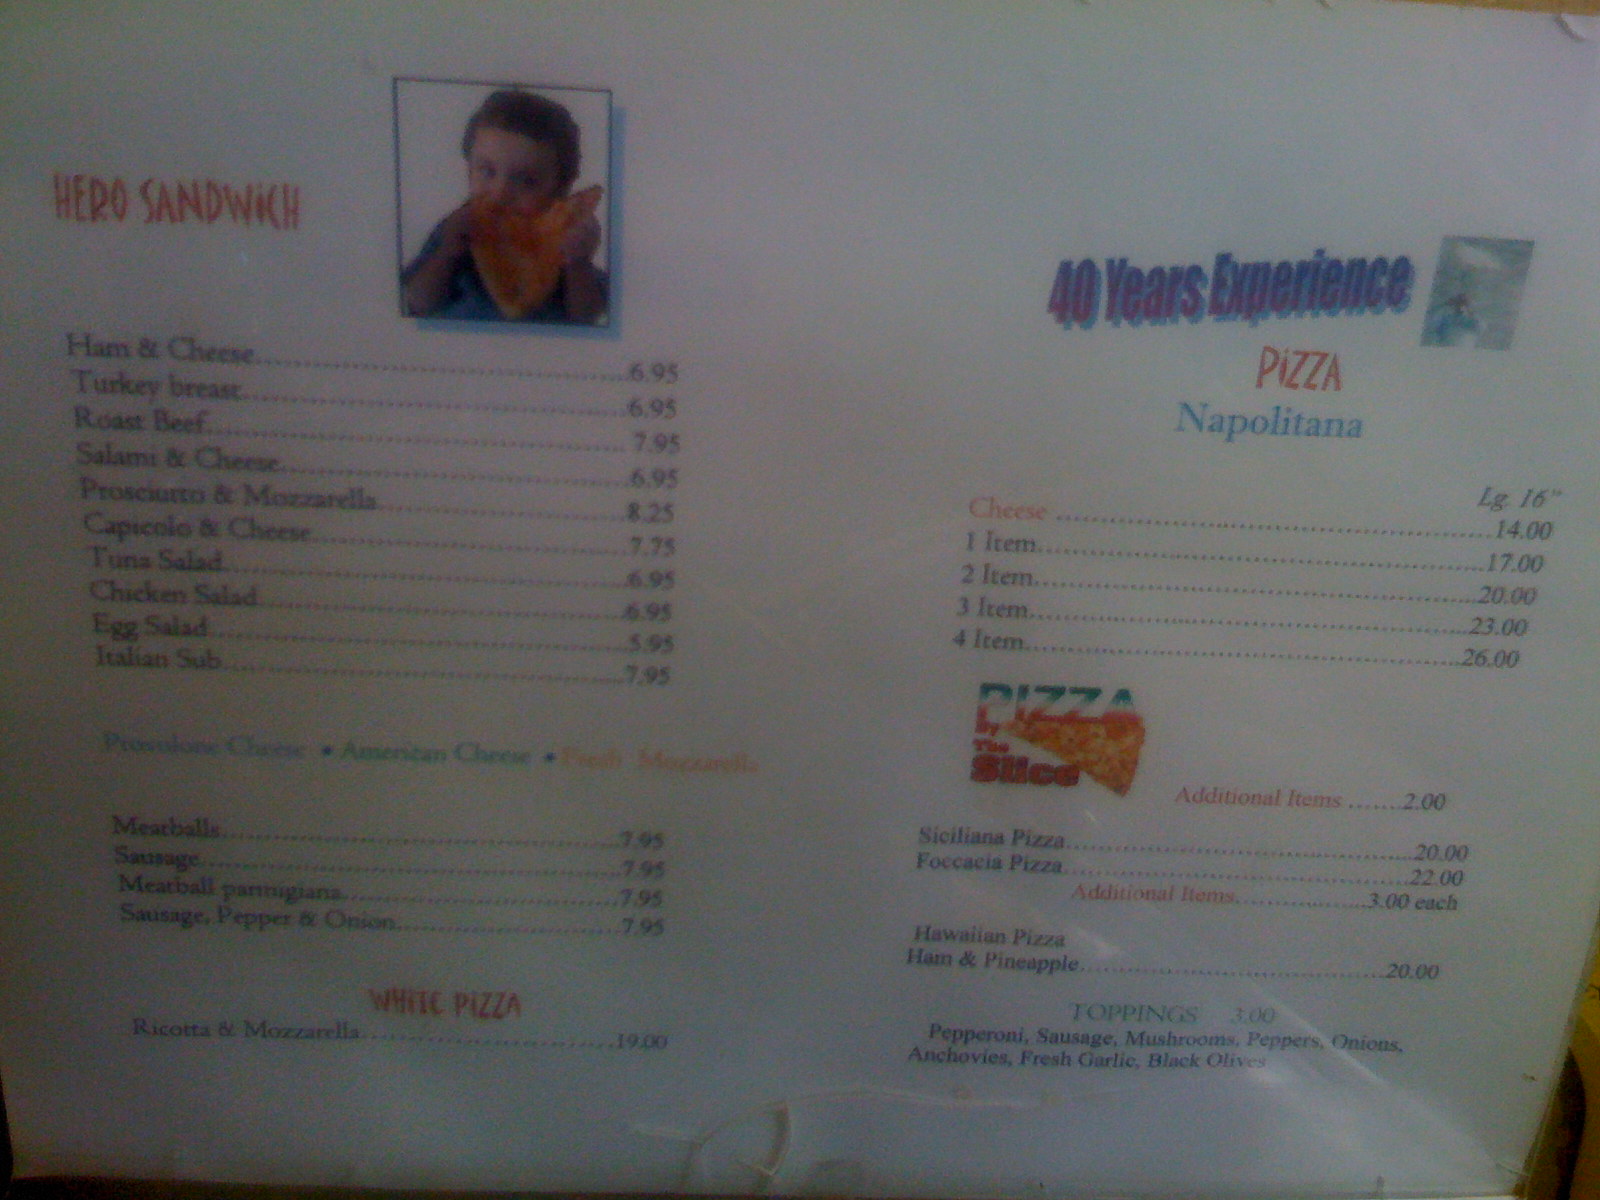 HERO SANDWiCH
Ham & Cheese........................................6.95
Turkey breast........................................6.95
Roast Beef........................................7.95
Salami & Cheese........................................6.95
Prosciutto & Mozzarella........................................8.25
Capicolo & Cheese........................................7.75
Tuna Salad........................................6.95
Chicken Salad........................................6.95
Egg Salad........................................5.95
Italian Sub........................................7.95
Provolone Cheese • American Cheese • Fresh Mozzarella
Meatballs........................................7.95
Sausage........................................7.95
Meatball parmigiana........................................7.95
Sausage, Pepper & Onion........................................7.95
WHiTE PiZZA
Ricotta & Mozzarella........................................19.00
40 Years Experience
PiZZA
Napolitana
Lg. 16"
Cheese ........................................14.00
1 Item........................................17.00
2 Item........................................20.00
3 Item........................................23.00
4 Item........................................26.00
PIZZA
by
The
Slice
Additional Items ........2.00
Siciliana Pizza........................................20.00
Foccacia Pizza........................................22.00
Additional Items................3.00 each
Hawaiian Pizza
Ham & Pineapple........................................20.00
TOPPINGS 3.00
Pepperoni, Sausage, Mushrooms, Peppers, Onions,
Anchovies, Fresh Garlic, Black Olives